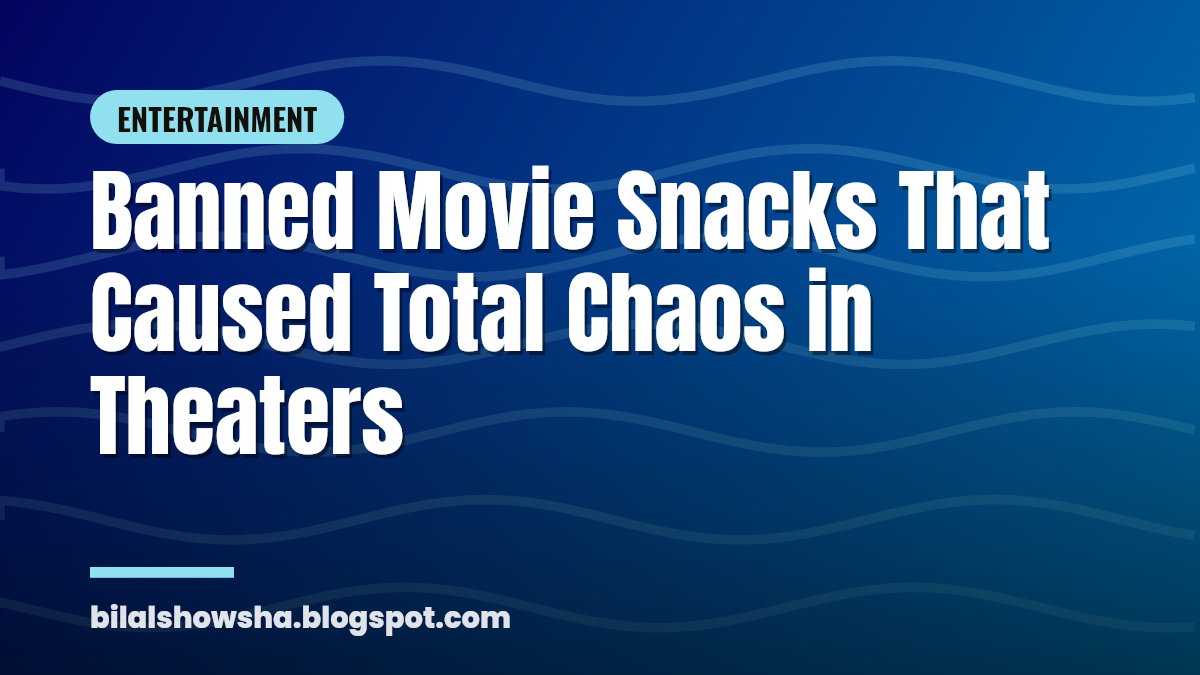 ENTERTAINMENT
Banned Movie Snacks That
Caused Total Chaos in
Theaters
bilalshowsha.blogspot.com